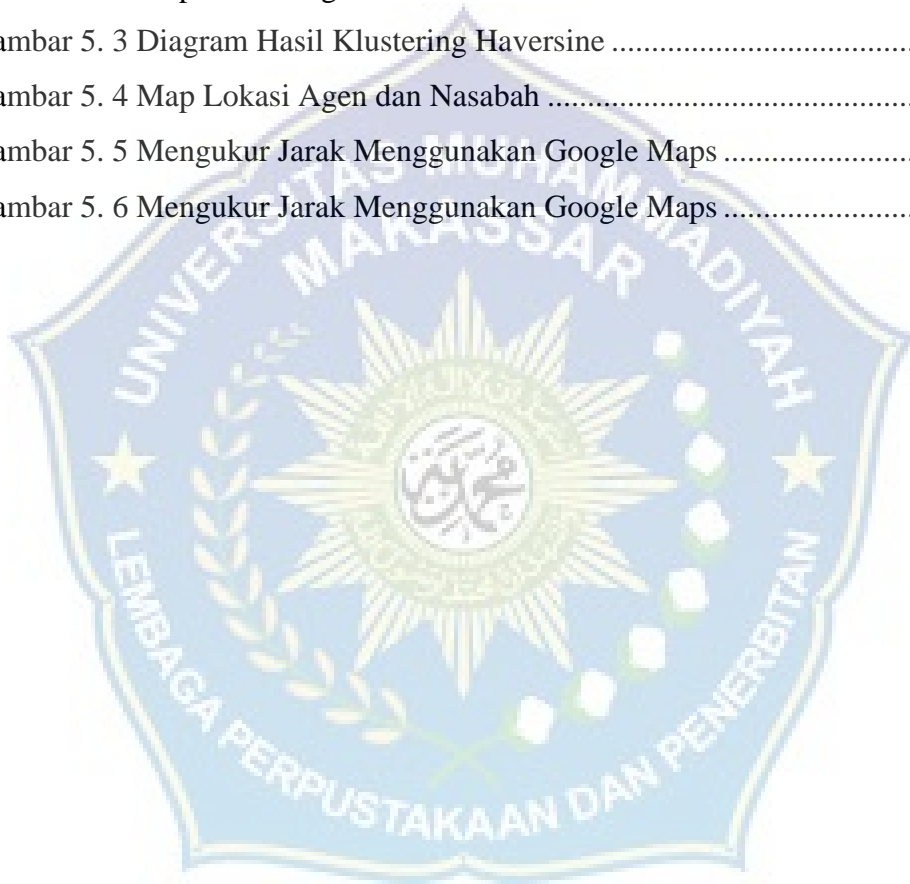 ambar 5. 3 Diagram Hasil Klustering Haversine ....................................
ambar 5. 4 Map Lokasi Agen dan Nasabah ............................................
ambar 5. 5 Mengukur Jarak Menggunakan Google Maps ...........................
ambar 5. 6 Mengukur Jarak Menggunakan Google Maps ...........................
UNIVERSITAS MUHAMMADIYAH
MAKASSAR
محمدية
LEMBAGA PERPUSTAKAAN DAN PENERBITAN